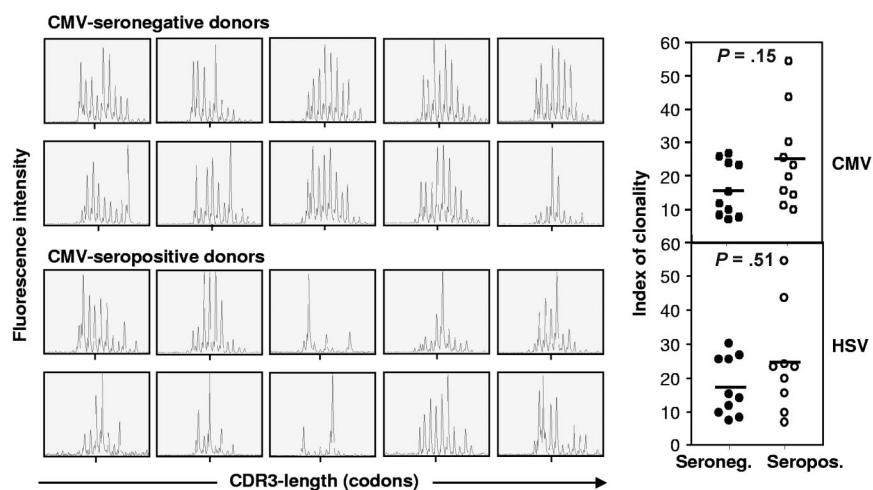 CMV-seronegative donors
CMV-seropositive donors
Fluorescence intensity
CDR3-length (codons)
Index of clonality
60
50
40
30
20
10
0
P = .15
CMV
60
50
40
30
20
10
0
P = .51
HSV
Seroneg. Seropos.